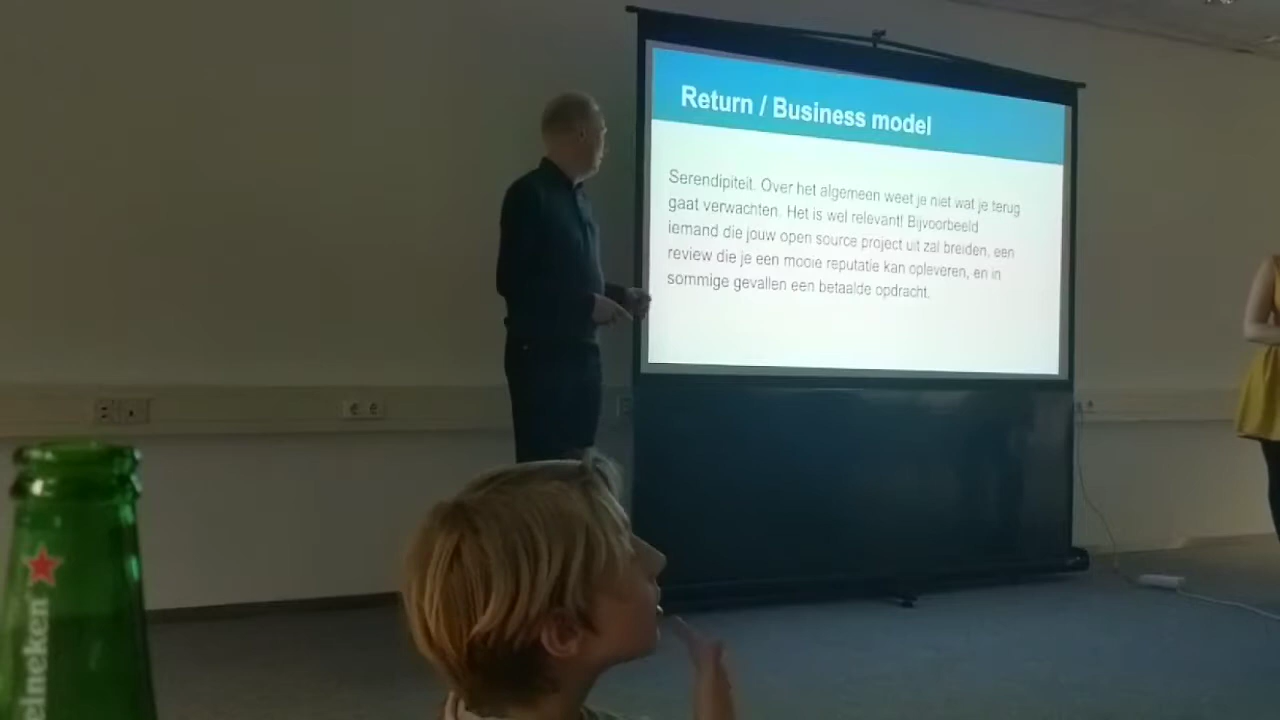 Return / Business model
Serendipiteit. Over het algemeen weet je niet wat je terug
gaat verwachten. Het is wel relevant! Bijvoorbeeld
iemand die jouw open source project uit zal breiden, een
review die je een mooie reputatie kan opleveren, en in
sommige gevallen een betaalde opdracht.
eineken